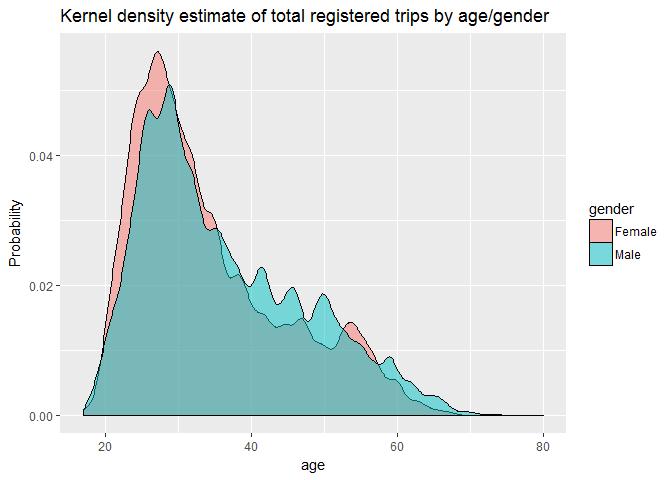 Kernel density estimate of total registered trips by age/gender
Probability
0.04
0.02
0.00
20 40 60 80
age
gender
Female
Male